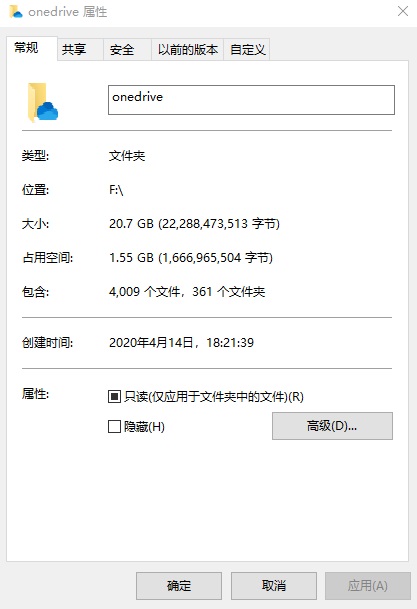 onedrive 属性
常规 共享 安全 以前的版本 自定义
onedrive
类型: 文件夹
位置: F:\
大小: 20.7 GB (22,288,473,513 字节)
占用空间: 1.55 GB (1,666,965,504 字节)
包含: 4,009 个文件，361 个文件夹
创建时间: 2020年4月14日，18:21:39
属性: 只读(仅应用于文件夹中的文件)(R)
隐藏(H) 高级(D)...
确定 取消 应用(A)